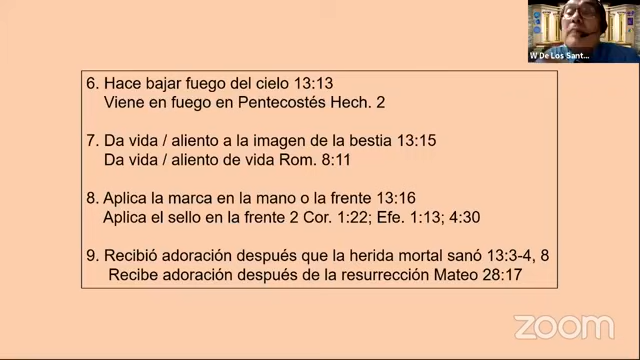 W De Los Sant...
6. Hace bajar fuego del cielo 13:13
Viene en fuego en Pentecostés Hech. 2
7. Da vida / aliento a la imagen de la bestia 13:15
Da vida / aliento de vida Rom. 8:11
8. Aplica la marca en la mano o la frente 13:16
Aplica el sello en la frente 2 Cor. 1:22; Efe. 1:13; 4:30
9. Recibió adoración después que la herida mortal sanó 13:3-4, 8
Recibe adoración después de la resurrección Mateo 28:17
zoom